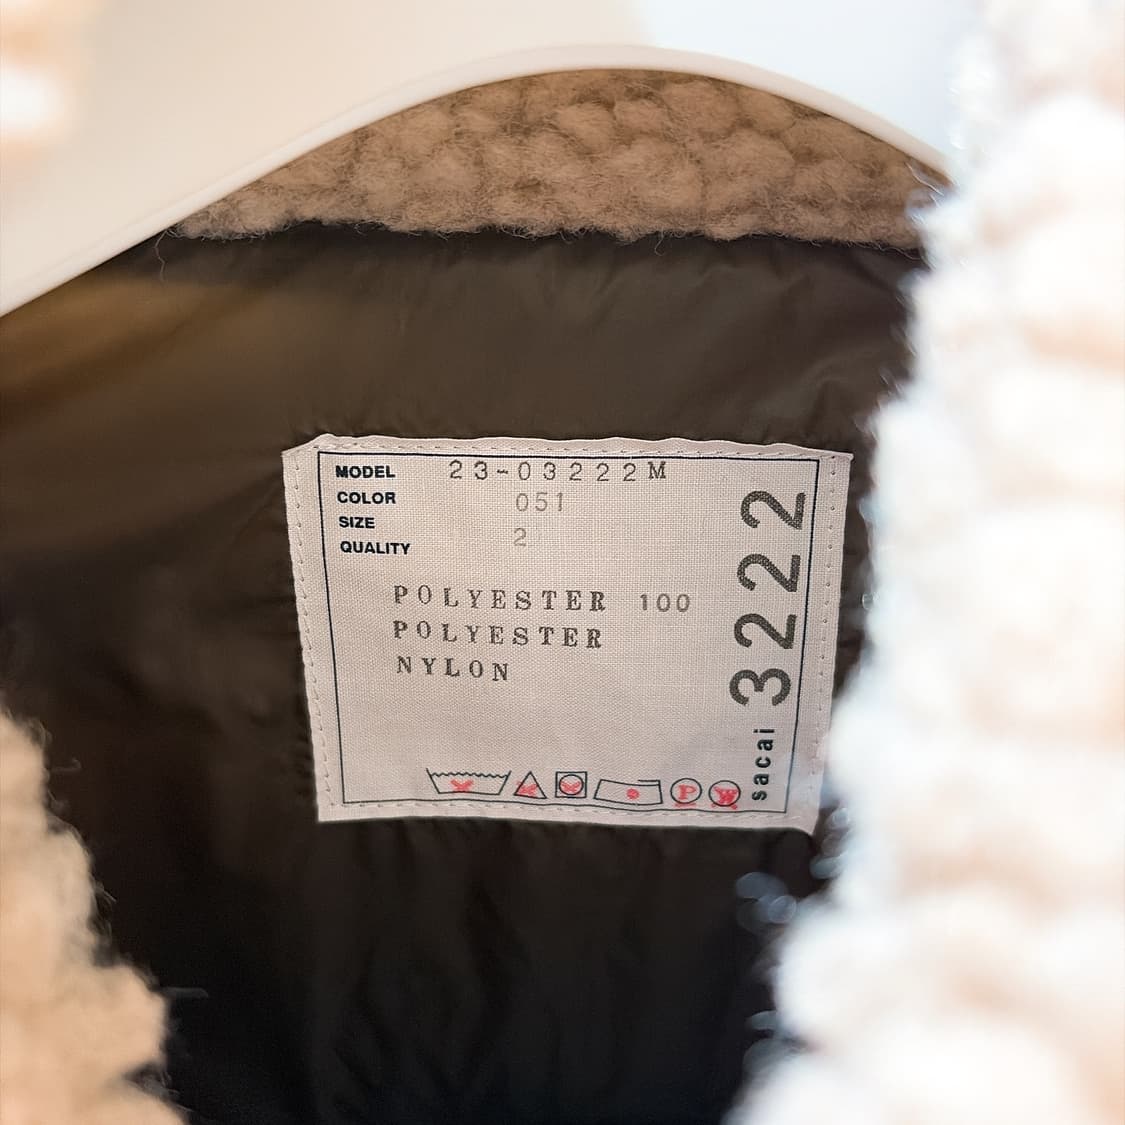 MODEL 23-03222M
COLOR 051
SIZE 2
QUALITY
POLYESTER 100
POLYESTER
NYLON
P W
sacai 3222